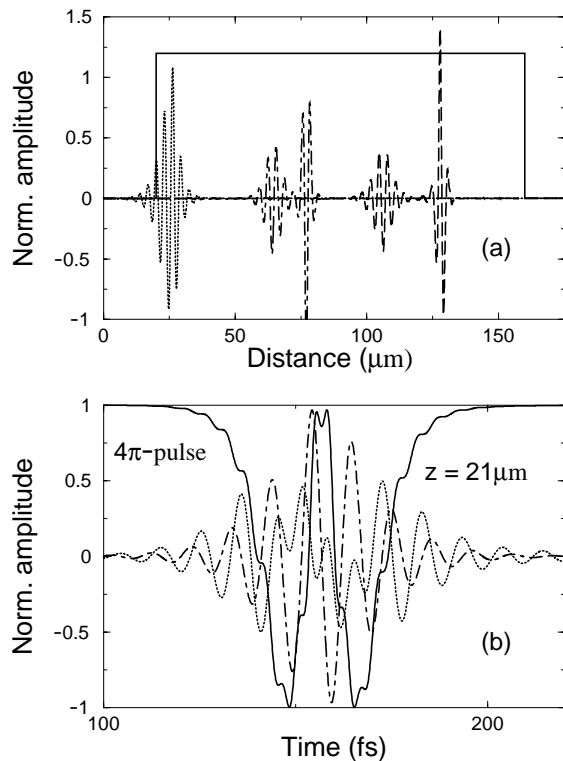 1.5
1
0.5
0
-0.5
-1
Norm. amplitude
(a)
0
50
100
150
Distance (μm)
1
0.5
0
-0.5
-1
Norm. amplitude
4π-pulse
z = 21μm
(b)
100
200
Time (fs)